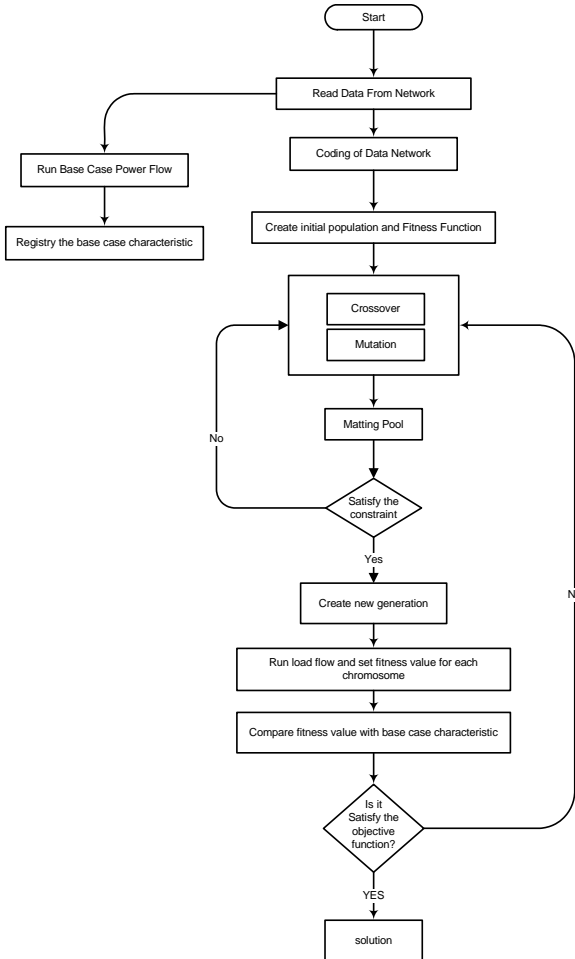 Start
Read Data From Network
Run Base Case Power Flow
Coding of Data Network
Registry the base case characteristic
Create initial population and Fitness Function
Crossover
Mutation
Matting Pool
No
Satisfy the
constraint
Yes
Create new generation
N
Run load flow and set fitness value for each
chromosome
Compare fitness value with base case characteristic
Is it
Satisfy the
objective
function?
YES
solution